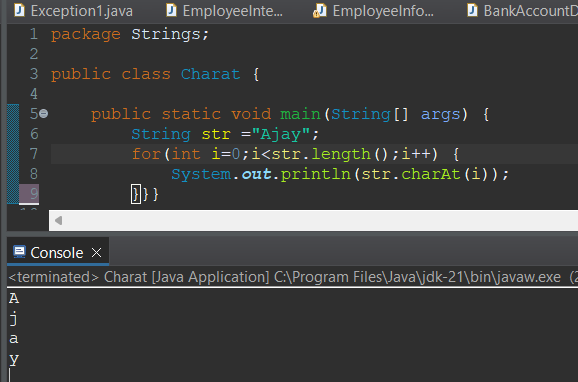 Exception1.java EmployeeInte... EmployeeInfo... BankAccountD
1 package Strings;
2
3 public class Charat {
4
5 public static void main(String[] args) {
6 String str ="Ajay";
7 for(int i=0;i<str.length();i++) {
8 System.out.println(str.charAt(i));
9 }}}
Console
<terminated> Charat [Java Application] C:\Program Files\Java\jdk-21\bin\javaw.exe (2
A
j
a
y